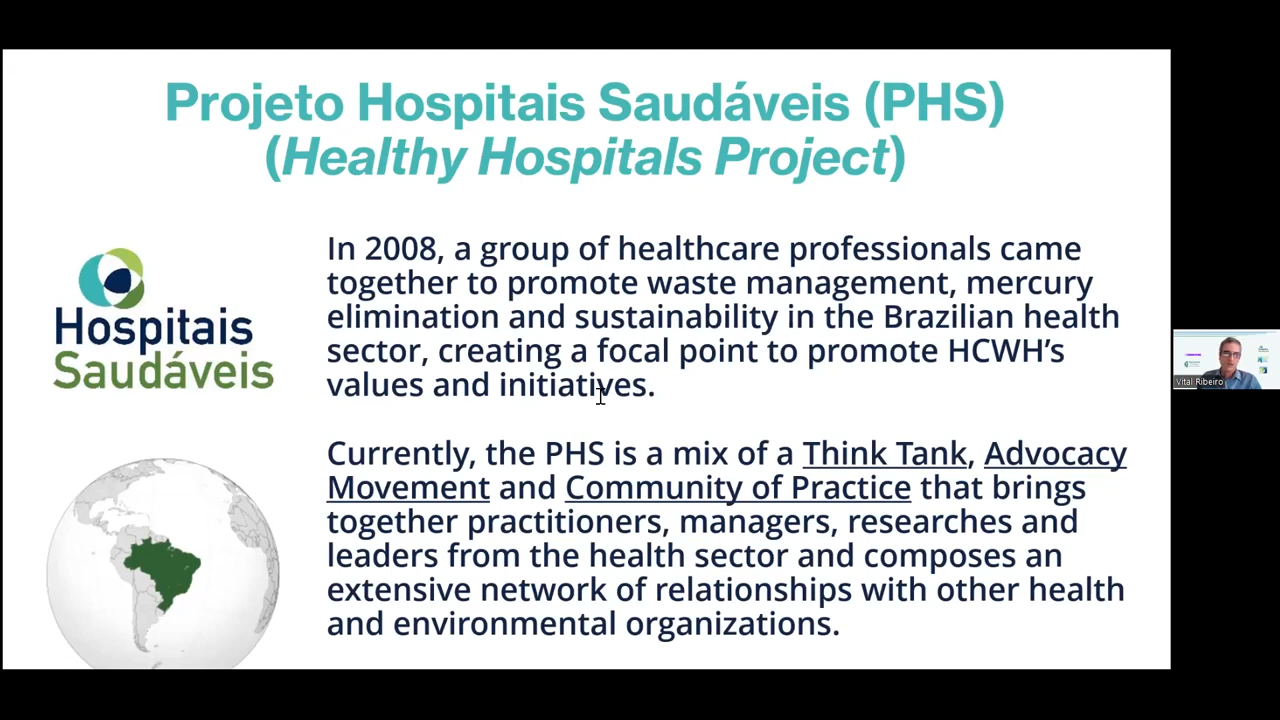 Projeto Hospitais Saudáveis (PHS)
(Healthy Hospitals Project)
Hospitais
Saudáveis
In 2008, a group of healthcare professionals came
together to promote waste management, mercury
elimination and sustainability in the Brazilian health
sector, creating a focal point to promote HCWH's
values and initiatives.
Currently, the PHS is a mix of a Think Tank, Advocacy
Movement and Community of Practice that brings
together practitioners, managers, researches and
leaders from the health sector and composes an
extensive network of relationships with other health
and environmental organizations.
Vital Ribeiro